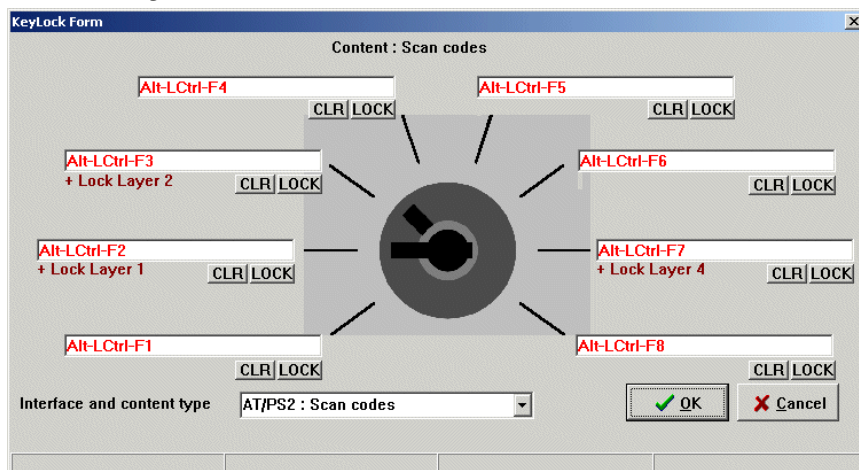 KeyLock Form
Content : Scan codes
Alt-LCtrl-F4
CLR LOCK
Alt-LCtrl-F5
CLR LOCK
Alt-LCtrl-F3
+ Lock Layer 2
CLR LOCK
Alt-LCtrl-F6
CLR LOCK
Alt-LCtrl-F2
+ Lock Layer 1
CLR LOCK
Alt-LCtrl-F7
+ Lock Layer 4
CLR LOCK
Alt-LCtrl-F1
CLR LOCK
Alt-LCtrl-F8
CLR LOCK
Interface and content type
AT/PS2 : Scan codes
OK
Cancel